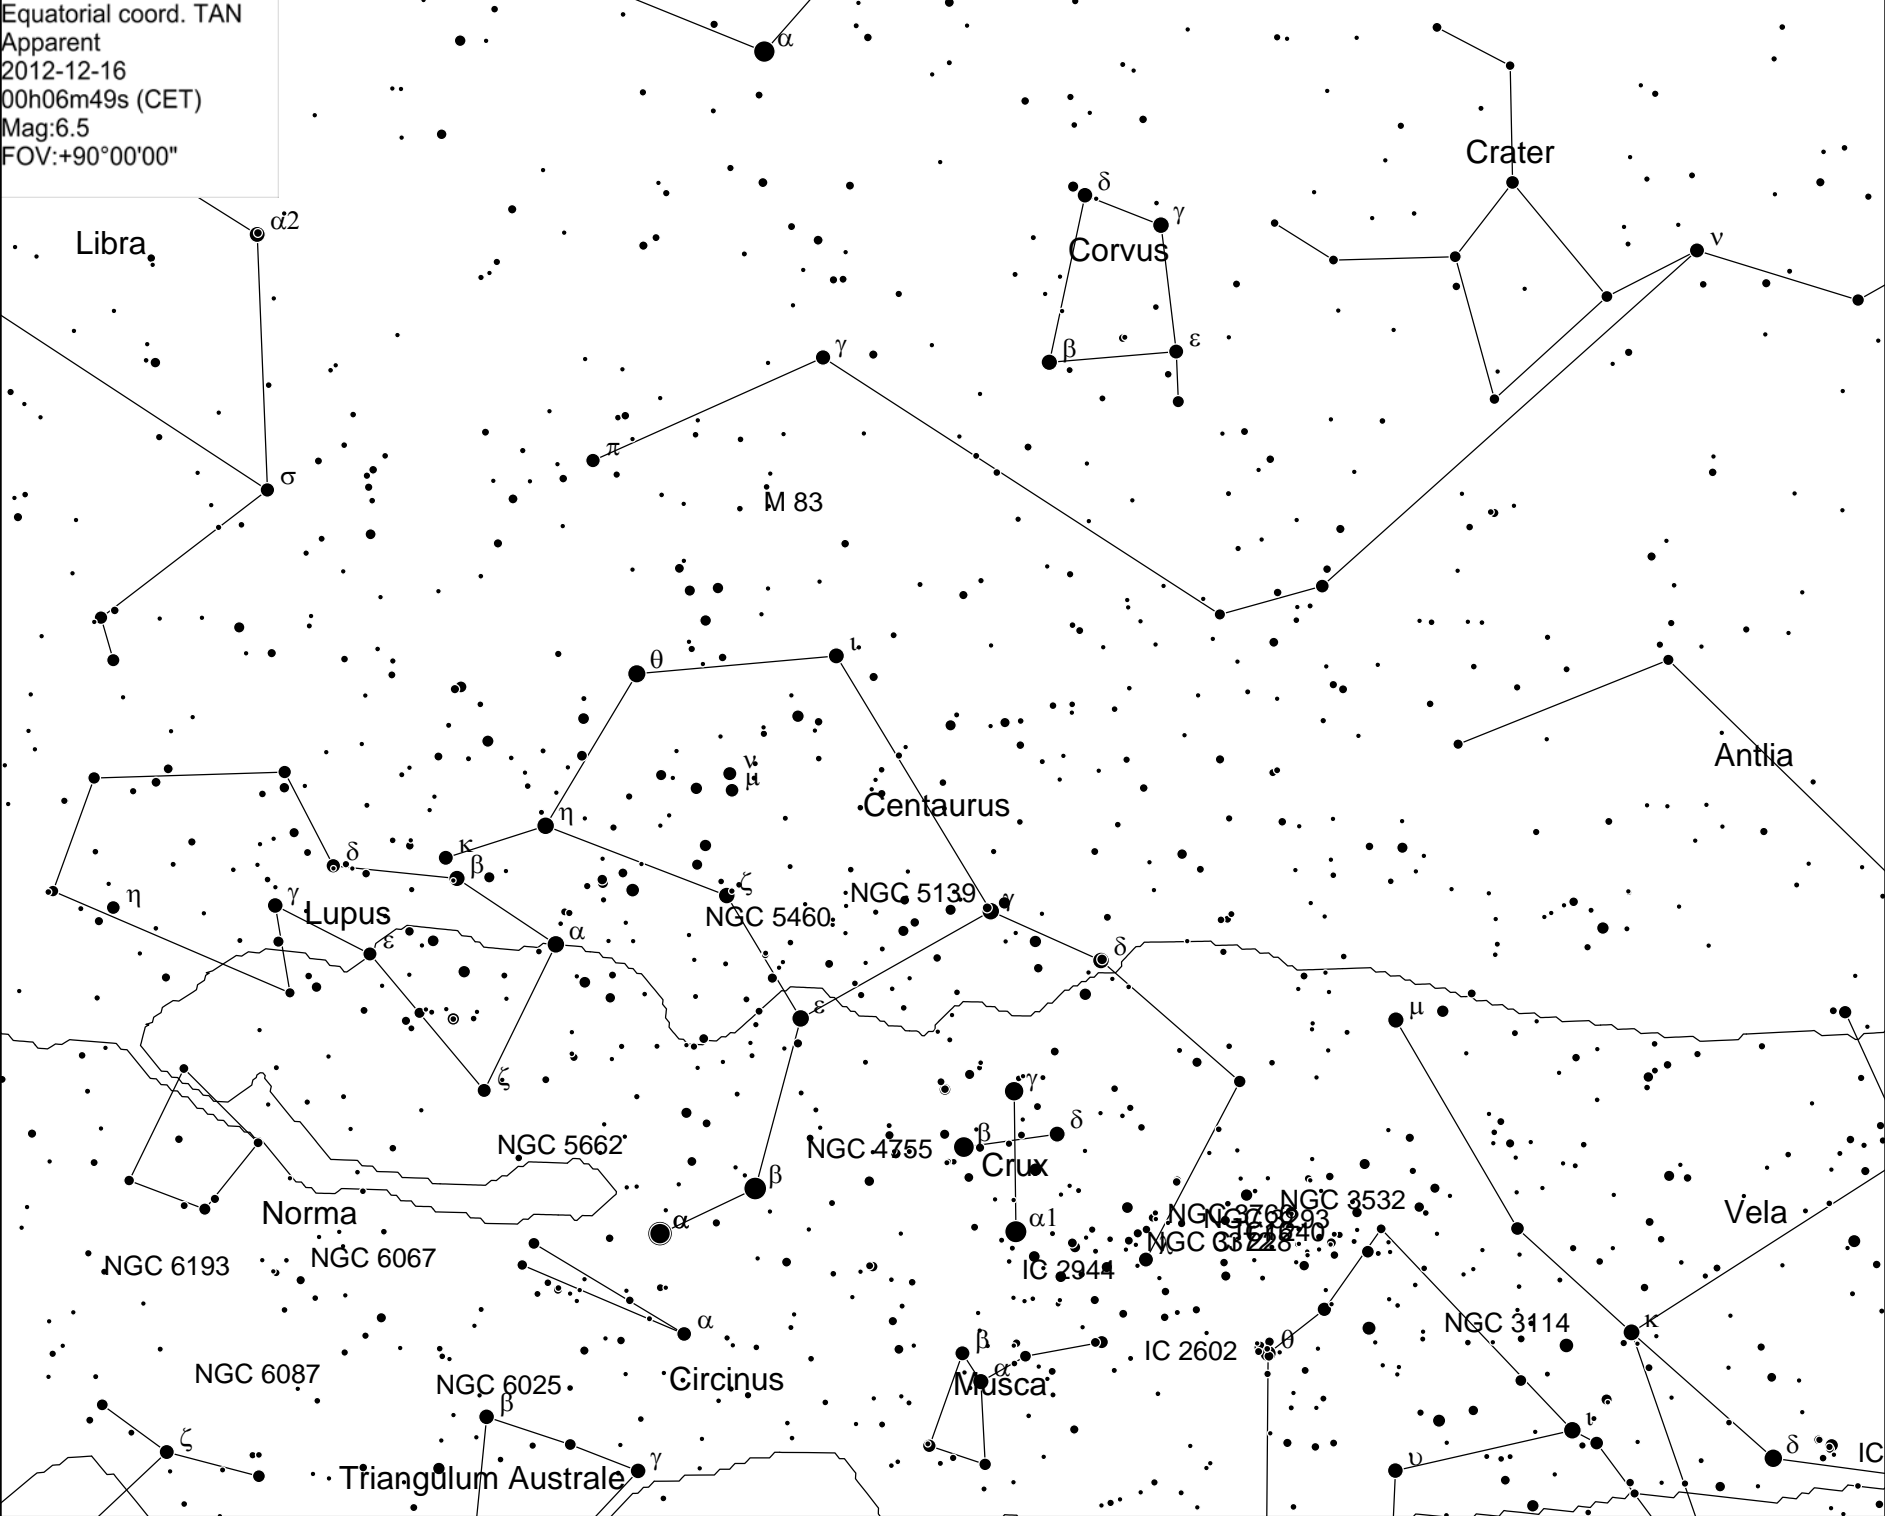 Equatorial coord. TAN
Apparent
2012-12-16
00h06m49s (CET)
Mag:6.5
FOV:+90°00'00"
α
Crater
δ
γ
α2
Libra
Corvus
ν
β
ε
γ
π
σ
M 83
θ
ι
Antlia
ν
μ
Centaurus
η
κ
δ
β
ζ
η
γ
NGC 5139
γ
Lupus
NGC 5460
α
ε
δ
ε
μ
ζ
γ
δ
β
NGC 5662
NGC 4755
Crux
β
NGC 3532
Norma
α
α1
Vela
NGC 6193
NGC 6067
IC 2944
α
NGC 3114
κ
β
θ
IC 2602
NGC 6087
Circinus
α
Musca
NGC 6025
β
ι
ζ
γ
υ
δ
IC
Triangulum Australe